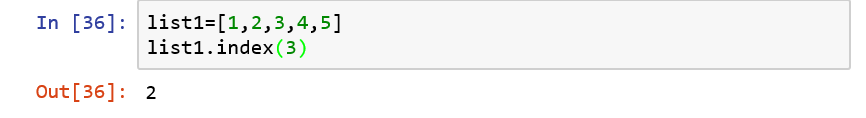 In [36]: list1=[1,2,3,4,5]
list1.index(3)
Out[36]: 2